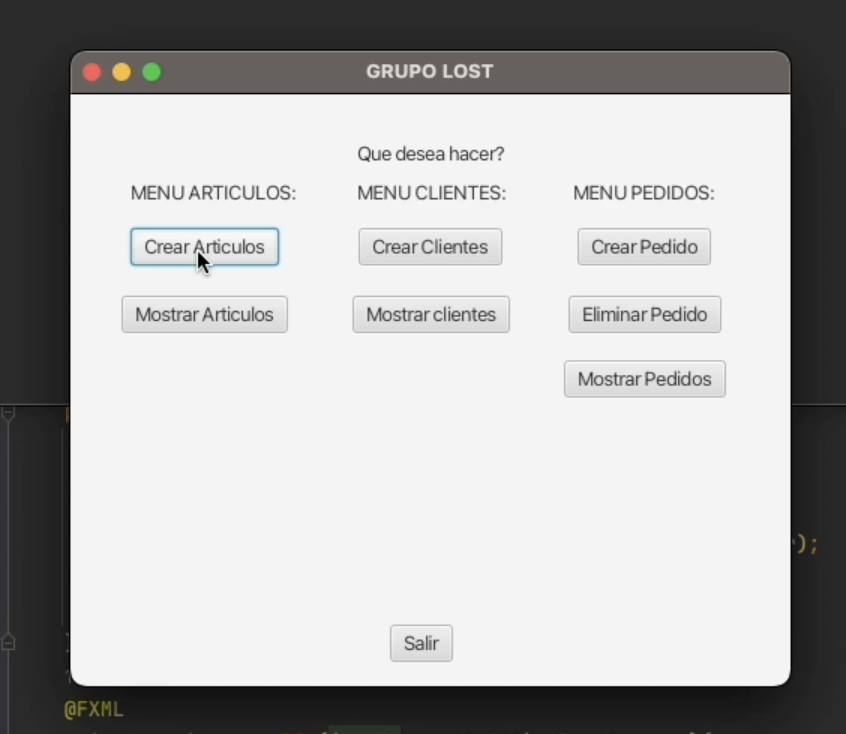 GRUPO LOST
Que desea hacer?
MENU ARTICULOS: MENU CLIENTES: MENU PEDIDOS:
Crear Articulos Crear Clientes Crear Pedido
Mostrar Articulos Mostrar clientes Eliminar Pedido
Mostrar Pedidos
);
Salir
@FXML